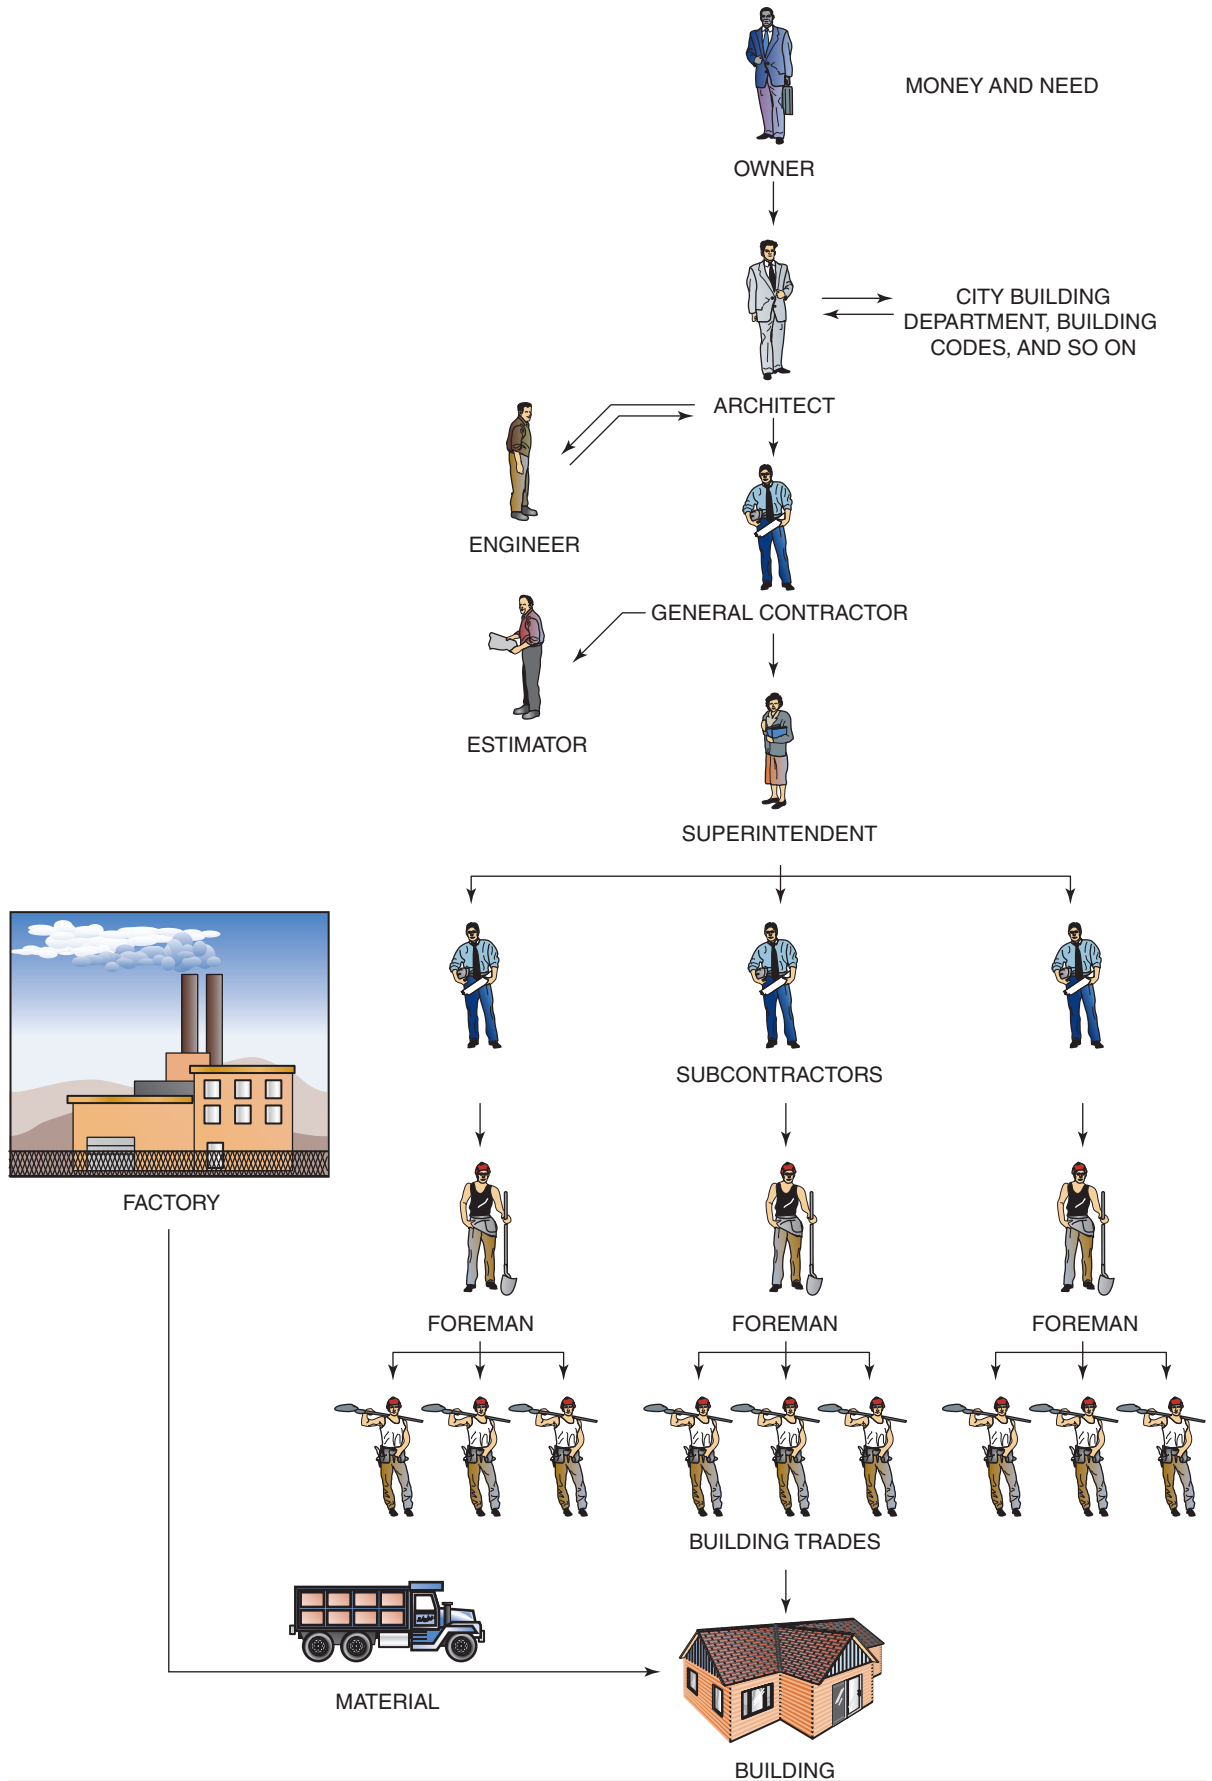 MONEY AND NEED
OWNER
CITY BUILDING
DEPARTMENT, BUILDING
CODES, AND SO ON
ARCHITECT
ENGINEER
GENERAL CONTRACTOR
ESTIMATOR
SUPERINTENDENT
SUBCONTRACTORS
FACTORY
FOREMAN
FOREMAN
FOREMAN
BUILDING TRADES
MATERIAL
BUILDING